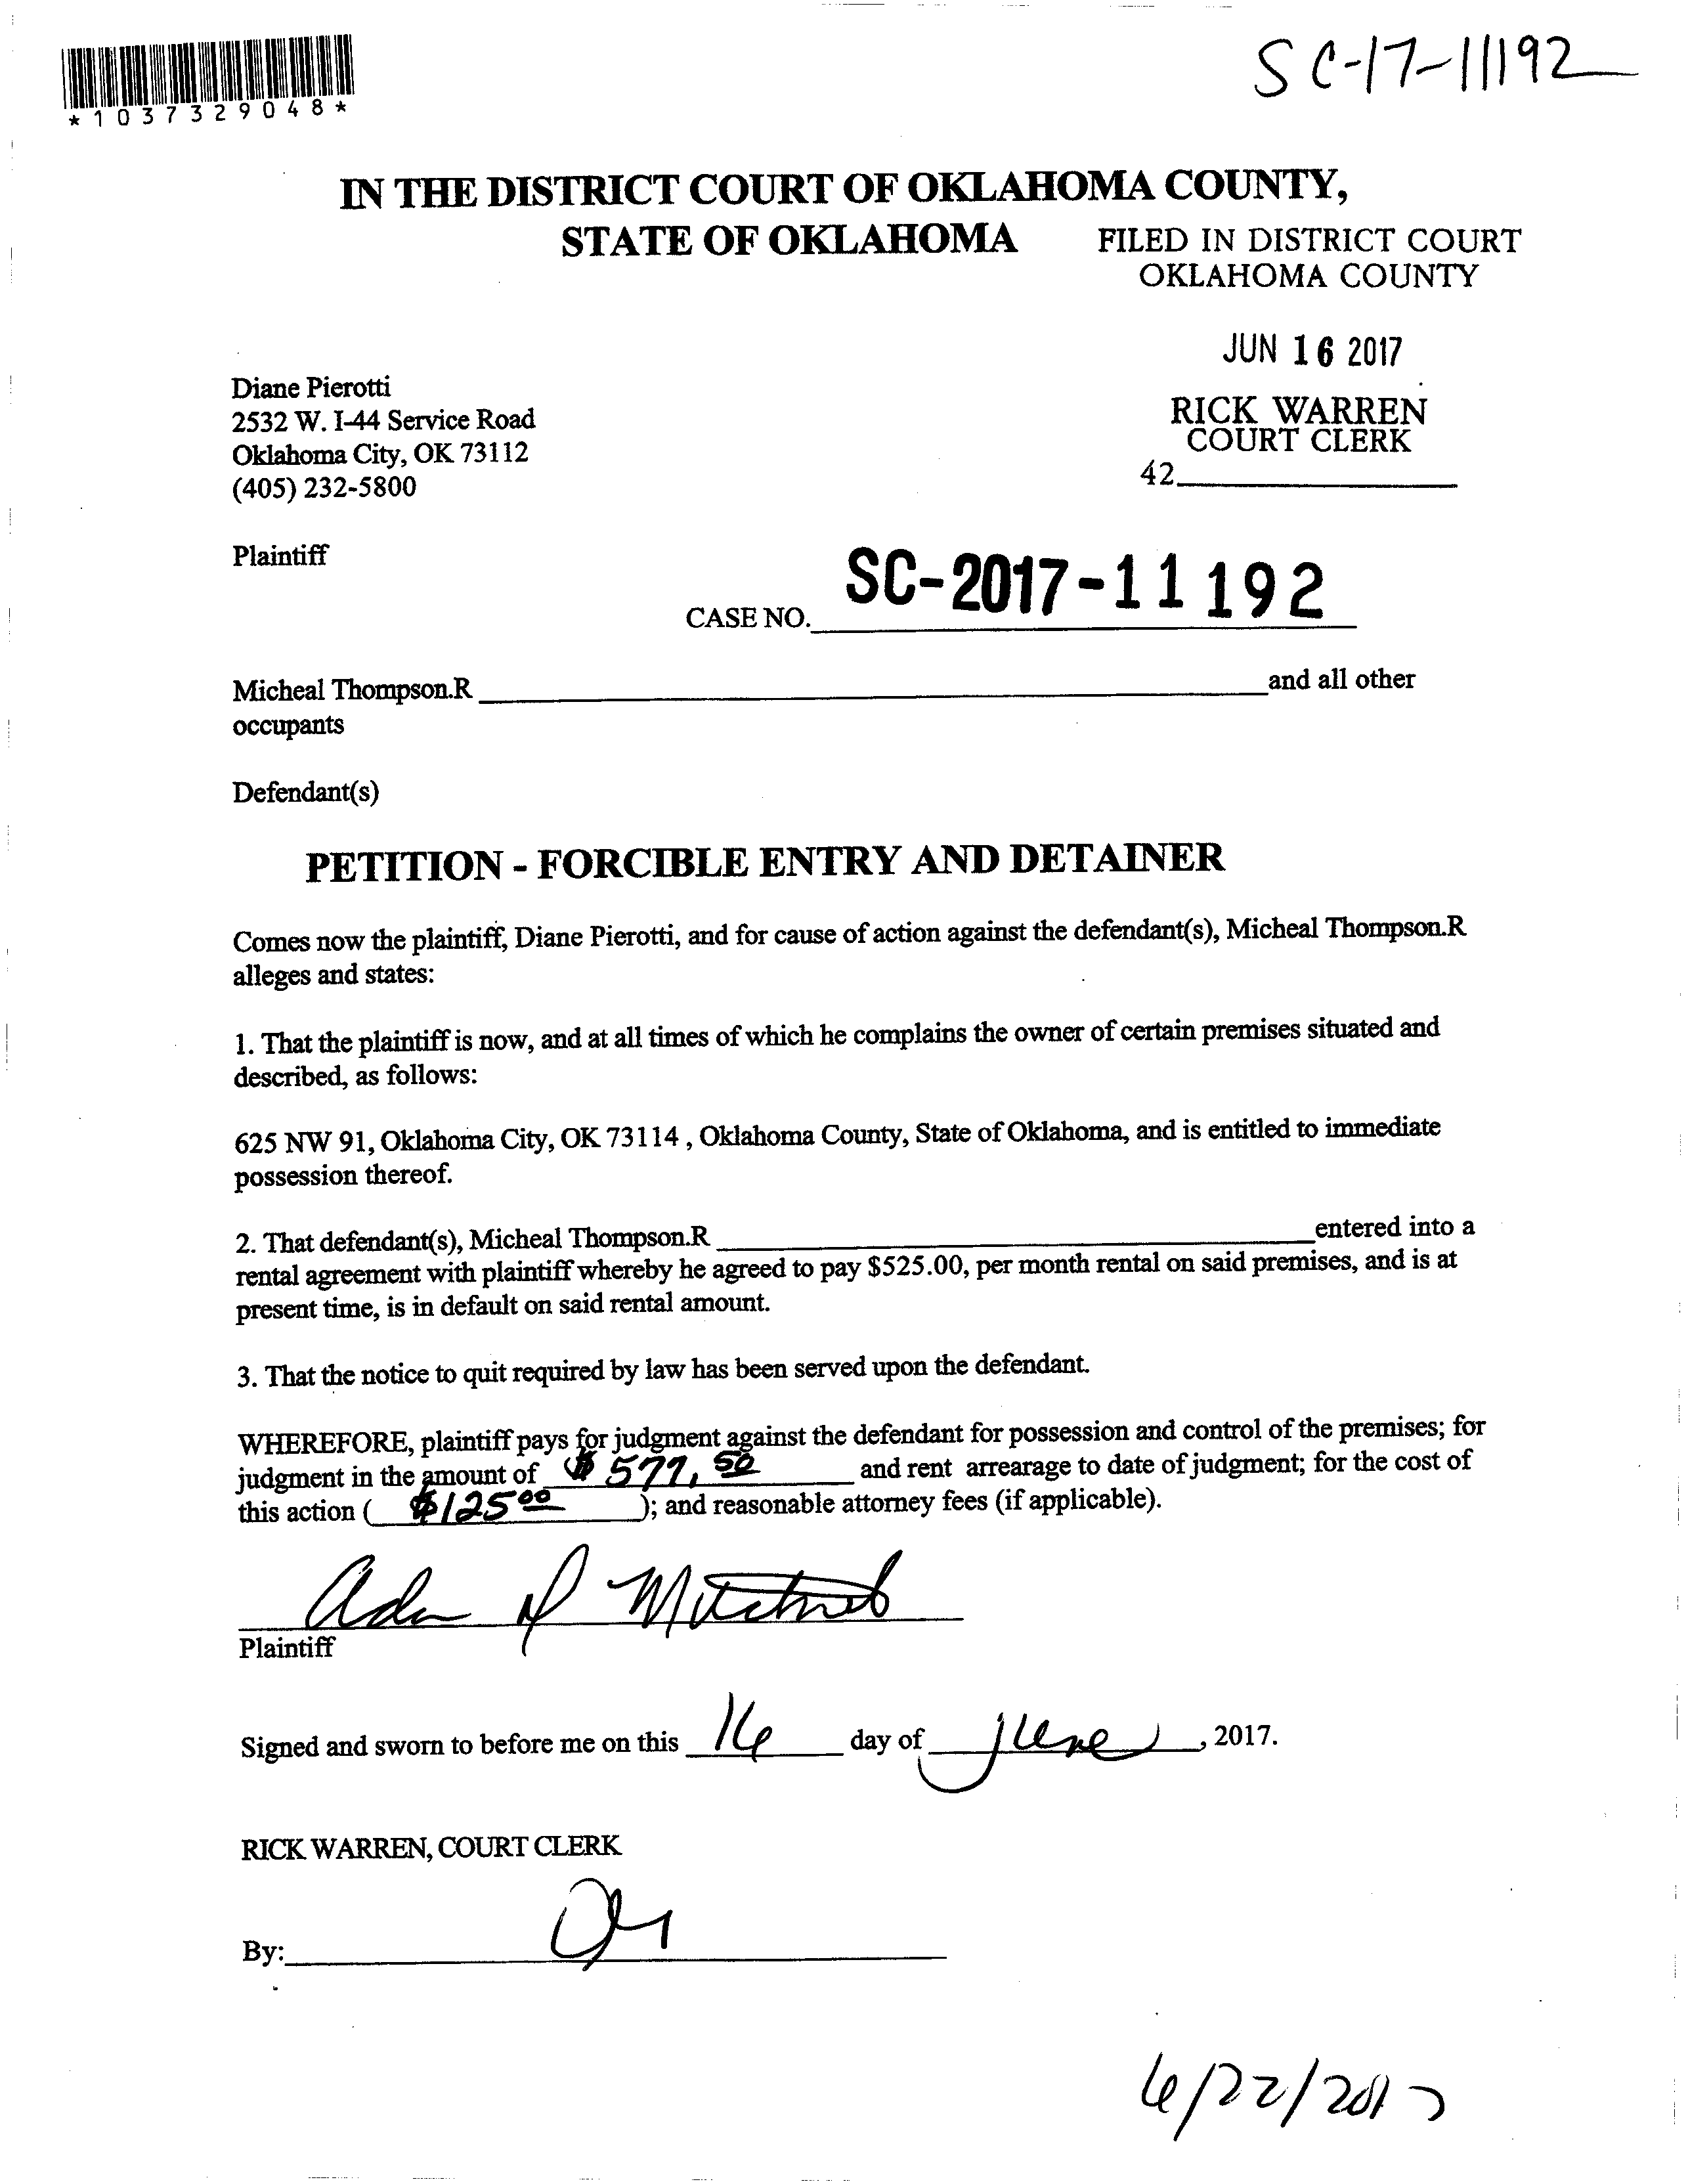 *1037329048*
SC-17-11192
IN THE DISTRICT COURT OF OKLAHOMA COUNTY,
STATE OF OKLAHOMA
FILED IN DISTRICT COURT
OKLAHOMA COUNTY
JUN 16 2017
RICK WARREN
COURT CLERK
42
Diane Pierotti
2532 W. I-44 Service Road
Oklahoma City, OK 73112
(405) 232-5800
Plaintiff
CASE NO. SC-2017-11192
Micheal Thompson.R and all other
occupants
Defendant(s)
PETITION - FORCIBLE ENTRY AND DETAINER
Comes now the plaintiff, Diane Pierotti, and for cause of action against the defendant(s), Micheal Thompson.R
alleges and states:
1. That the plaintiff is now, and at all times of which he complains the owner of certain premises situated and
described, as follows:
625 NW 91, Oklahoma City, OK 73114 , Oklahoma County, State of Oklahoma, and is entitled to immediate
possession thereof.
2. That defendant(s), Micheal Thompson.R entered into a
rental agreement with plaintiff whereby he agreed to pay $525.00, per month rental on said premises, and is at
present time, is in default on said rental amount.
3. That the notice to quit required by law has been served upon the defendant.
WHEREFORE, plaintiff pays for judgment against the defendant for possession and control of the premises; for
judgment in the amount of $577,50 and rent arrearage to date of judgment; for the cost of
this action ( $125 00 ); and reasonable attorney fees (if applicable).
Plaintiff
Signed and sworn to before me on this 16 day of June, 2017.
RICK WARREN, COURT CLERK
By:
6/22/2017